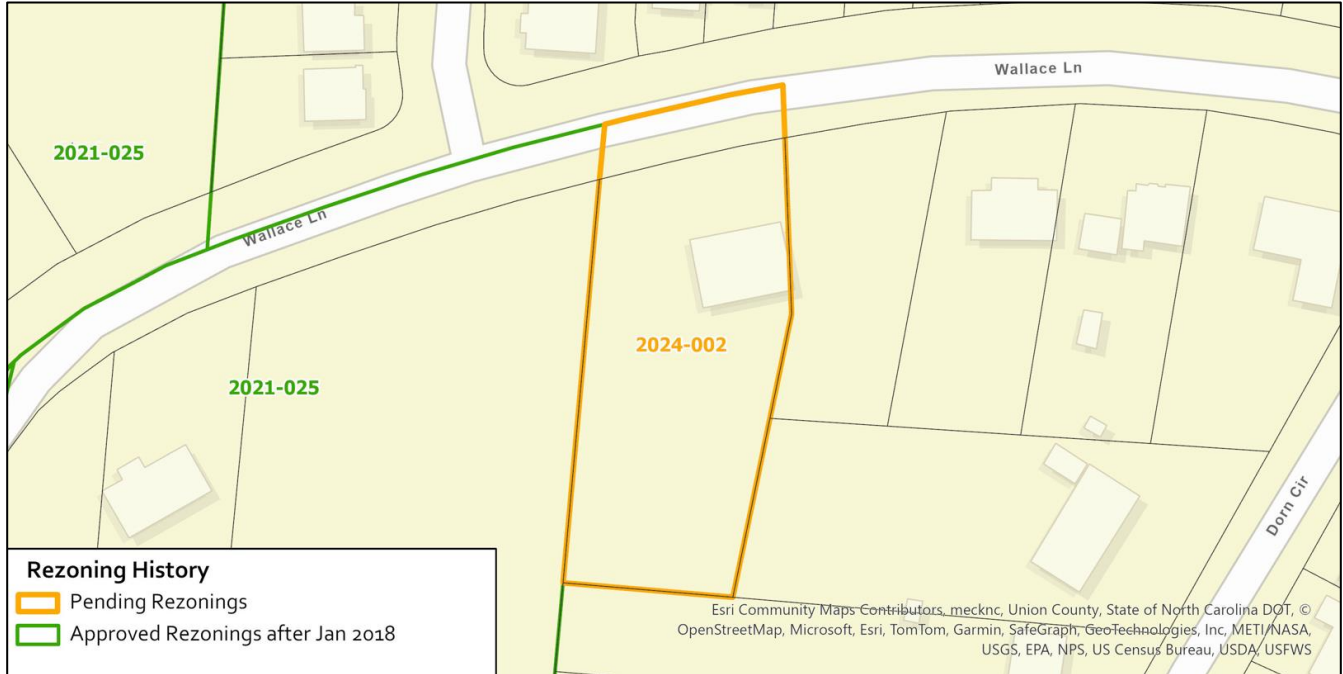 Wallace Ln
2021-025
Wallace Ln
2024-002
2021-025
Dorn Cir
Rezoning History
Pending Rezonings
Approved Rezonings after Jan 2018
Esri Community Maps Contributors, mecknc, Union County, State of North Carolina DOT, ©
OpenStreetMap, Microsoft, Esri, TomTom, Garmin, SafeGraph, GeoTechnologies, Inc, METI/NASA,
USGS, EPA, NPS, US Census Bureau, USDA, USFWS